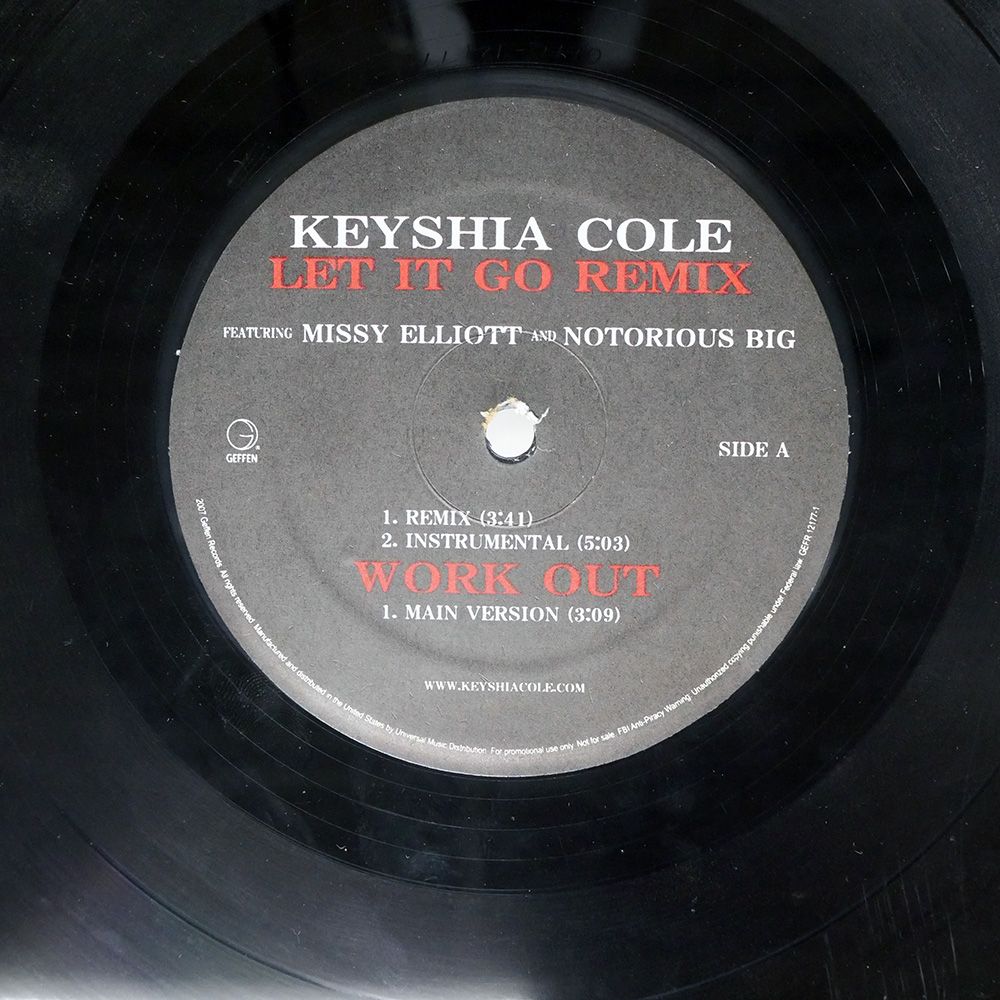 KEYSHIA COLE
LET IT GO REMIX
FEATURING MISSY ELLIOTT AND NOTORIOUS BIG
GEFFEN
SIDE A
1. REMIX (3:41)
2. INSTRUMENTAL (5:03)
WORK OUT
1. MAIN VERSION (3:09)
WWW.KEYSHIACOLE.COM
2007 Geffen Records. All rights reserved. Manufactured and distributed in the United States by Universal Music Distribution. For promotional use only. Not for sale. FBI Anti-Piracy Warning: Unauthorized copying punishable under Federal law. GEFR 12177-1